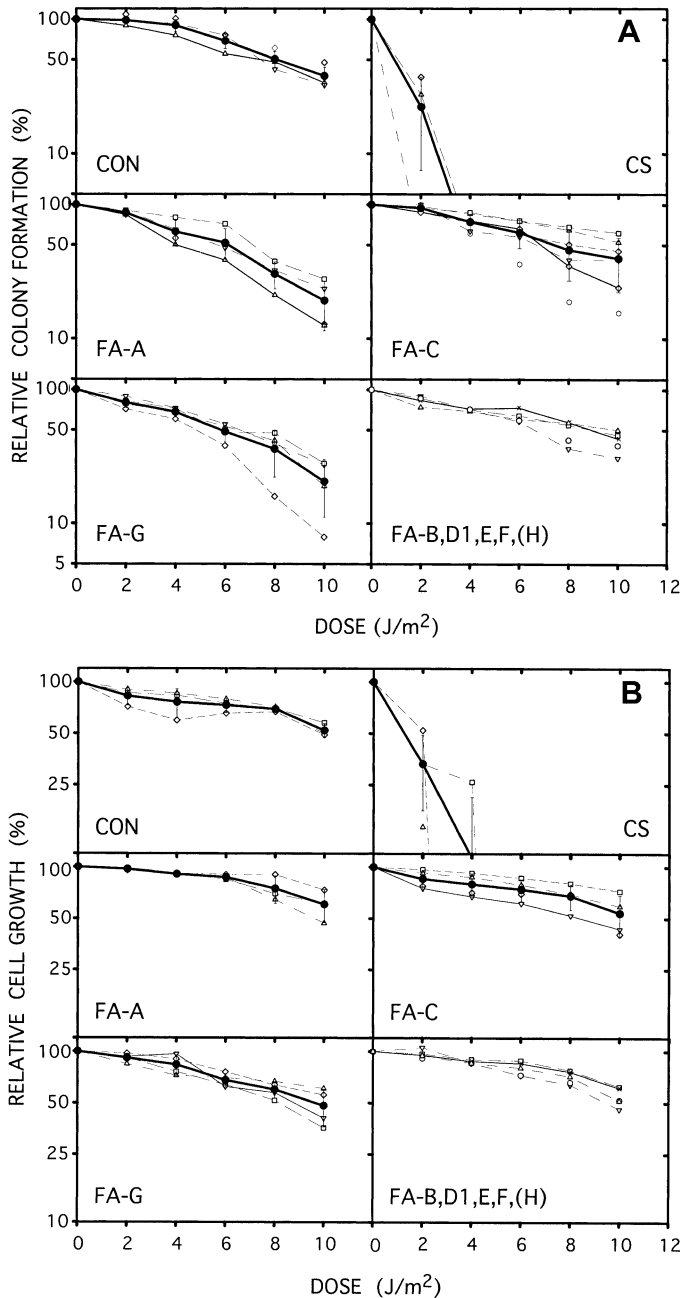 A
100
50
10
CON
CS
RELATIVE COLONY FORMATION (%)
100
50
10
FA-A
FA-C
100
50
10
5
FA-G
FA-B,D1,E,F,(H)
0 2 4 6 8 10 0 2 4 6 8 10 12
DOSE (J/m²)
B
100
50
25
CON
CS
RELATIVE CELL GROWTH (%)
100
50
25
FA-A
FA-C
100
50
25
10
FA-G
FA-B,D1,E,F,(H)
0 2 4 6 8 10 0 2 4 6 8 10 12
DOSE (J/m²)